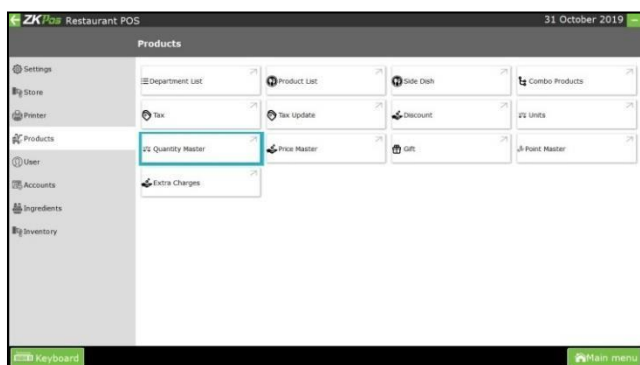 ZKPos Restaurant POS
31 October 2019
Products
Settings
Store
Printer
Products
User
Accounts
Ingredients
Inventory
Department List
Product List
Side Dish
Combo Products
Tax
Tax Update
Discount
Units
Quantity Master
Price Master
Gift
Point Master
Extra Charges
Keyboard
Main menu